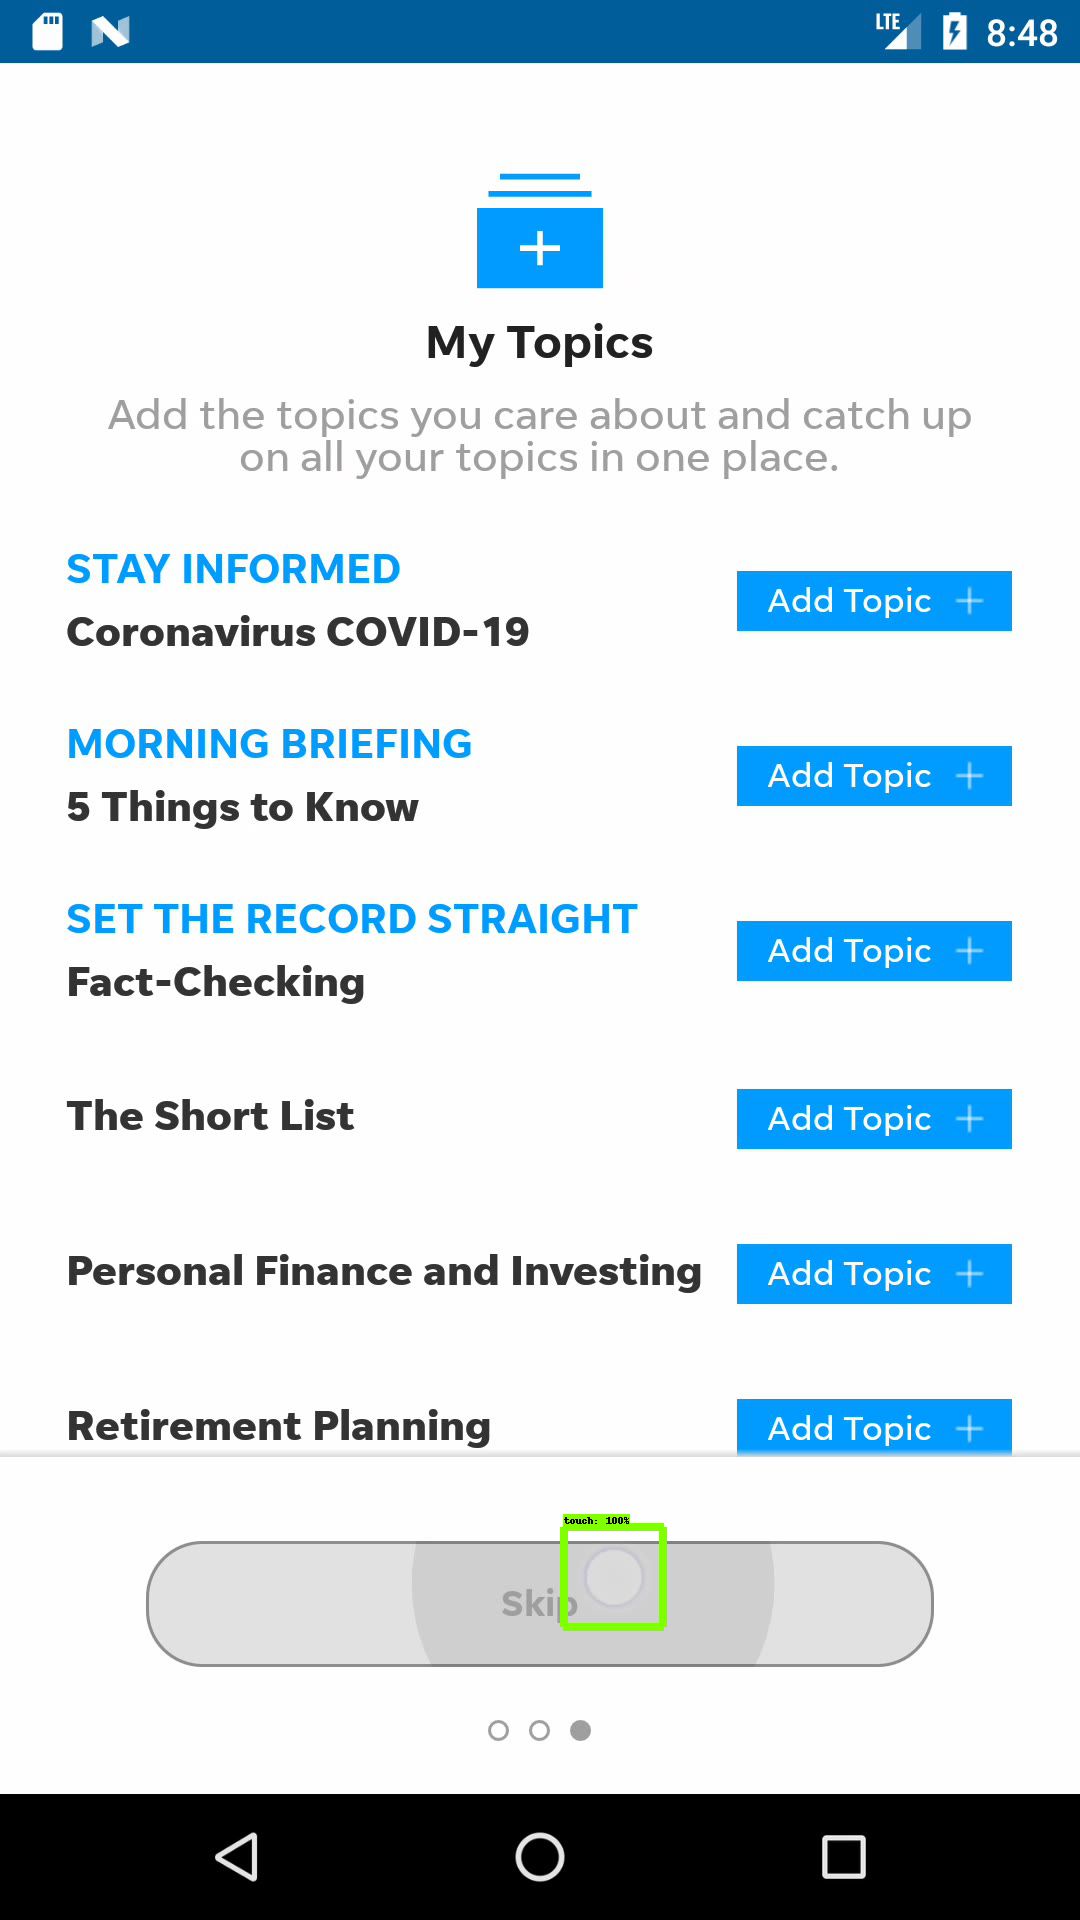 LTE 8:48
My Topics
Add the topics you care about and catch up
on all your topics in one place.
STAY INFORMED
Coronavirus COVID-19
Add Topic
MORNING BRIEFING
5 Things to Know
Add Topic
SET THE RECORD STRAIGHT
Fact-Checking
Add Topic
The Short List
Add Topic
Personal Finance and Investing
Add Topic
Retirement Planning
Add Topic
touch: 100%
Skip